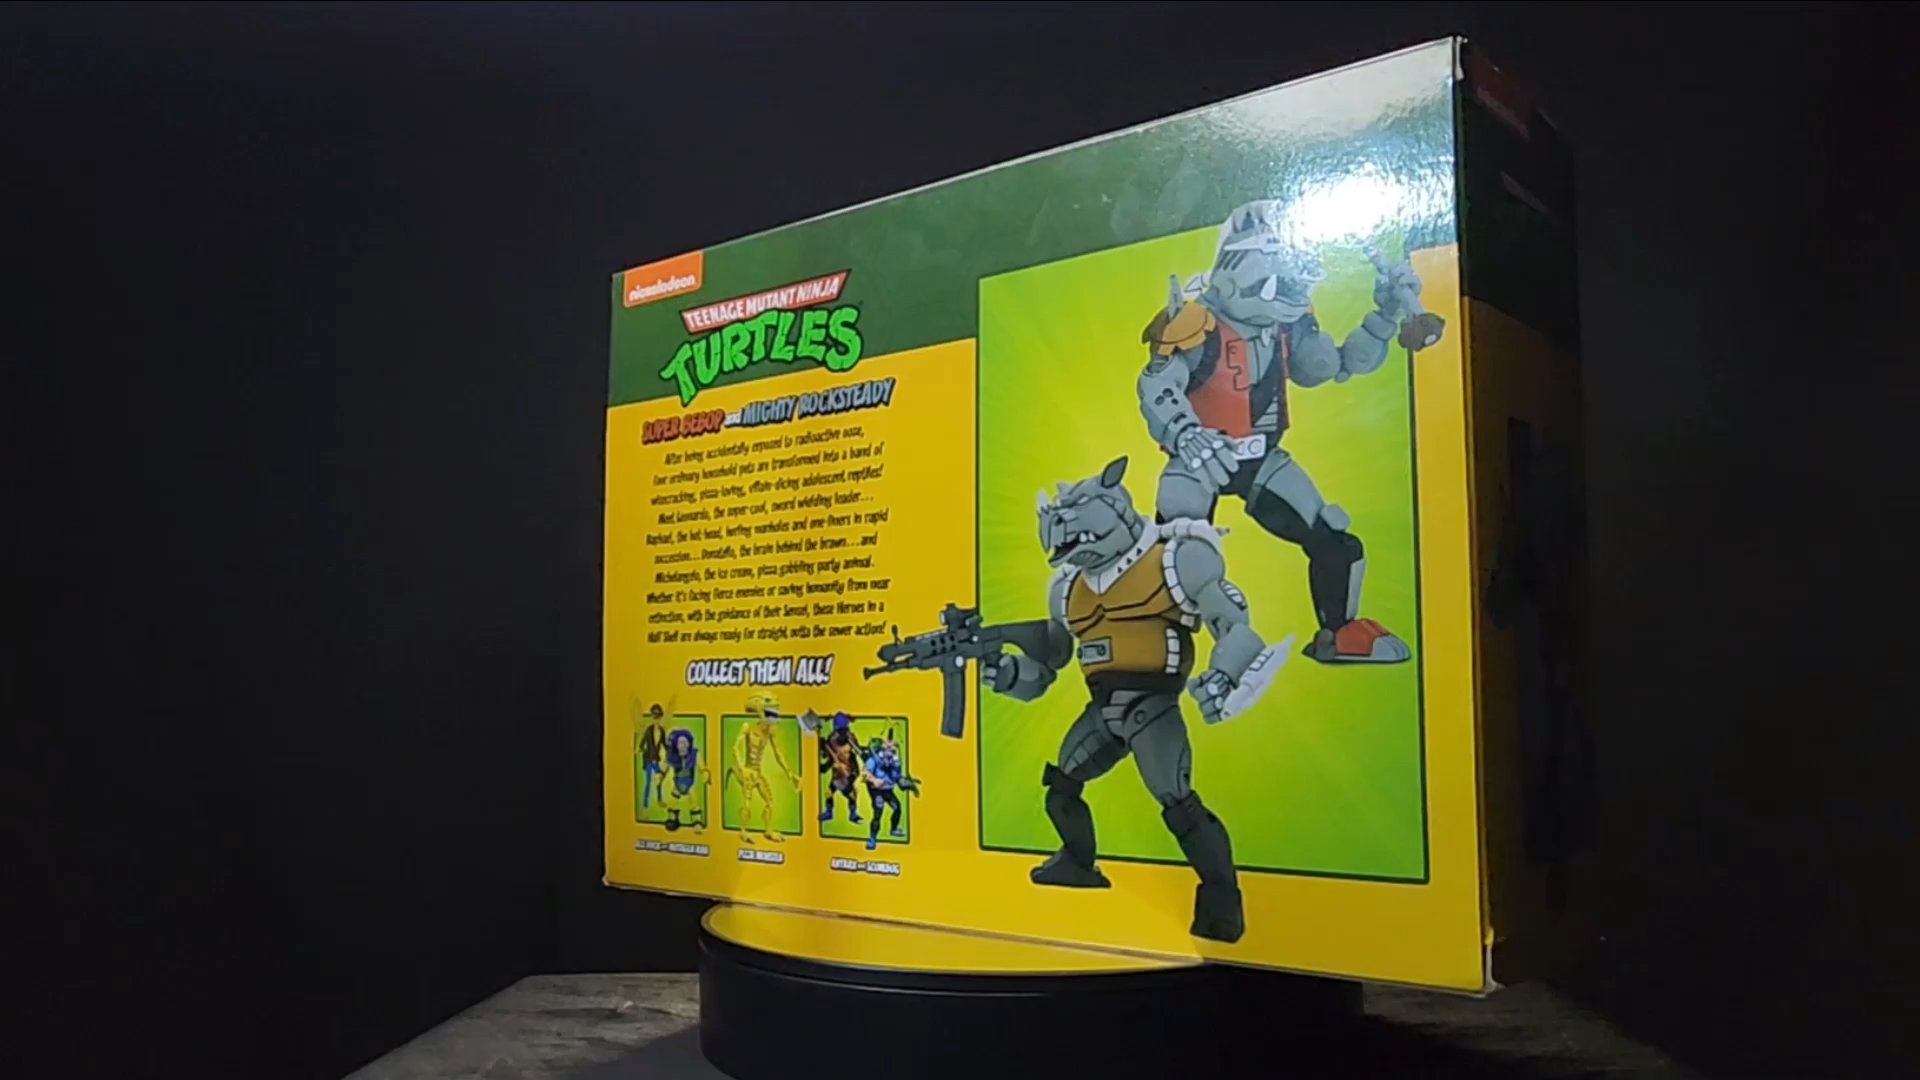 nickelodeon
TEENAGE MUTANT NINJA
TURTLES
SUPER BEBOP and MIGHTY ROCKSTEADY
After being accidentally exposed to radioactive ooze,
four ordinary household pets are transformed into a band of
wisecracking, pizza-loving, villain-dicing adolescent reptiles!
Meet Leonardo, the super-cool, sword wielding leader...
Raphael, the hot-head, hurling manholes and one-liners in rapid
succession... Donatello, the brain behind the brawn...and
Michelangelo, the ice cream, pizza gobbling party animal.
Whether it's facing fierce enemies or saving humanity from near
extinction, with the guidance of their Sensei, these Heroes in a
Half Shell are always ready for straight outta the sewer action!
COLLECT THEM ALL!
PIZZA MONSTER
ANTRAX and SCUMBUG